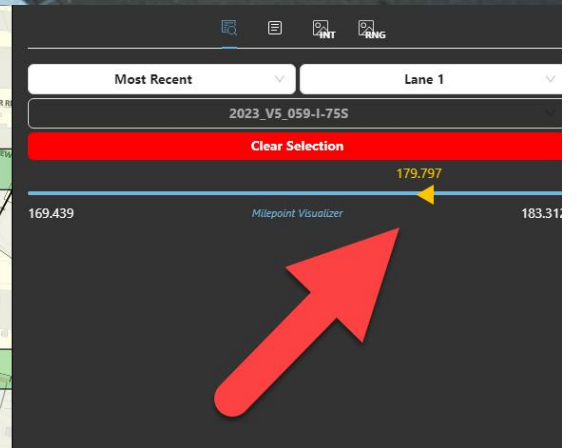 INT
RNG
Most Recent
Lane 1
2023_V5_059-I-75S
Clear Selection
179.797
169.439
Milepoint Visualizer
183.312